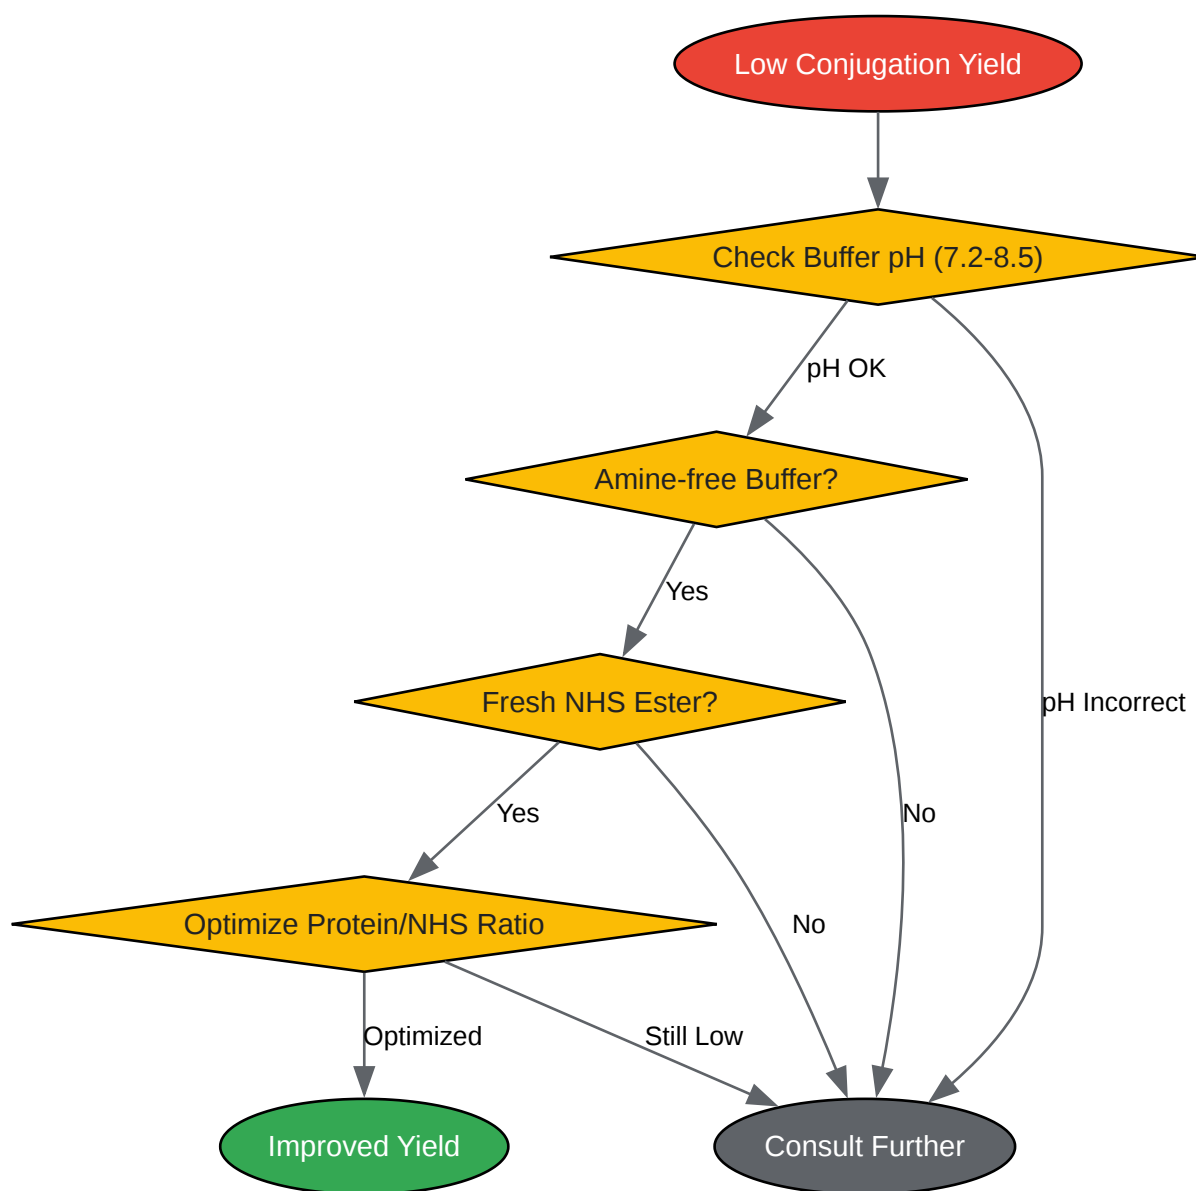 Low Conjugation Yield
Check Buffer pH (7.2-8.5)
pH OK
Amine-free Buffer?
Yes
Fresh NHS Ester?
pH Incorrect
Yes
No
Optimize Protein/NHS Ratio
No
Optimized
Still Low
Improved Yield
Consult Further